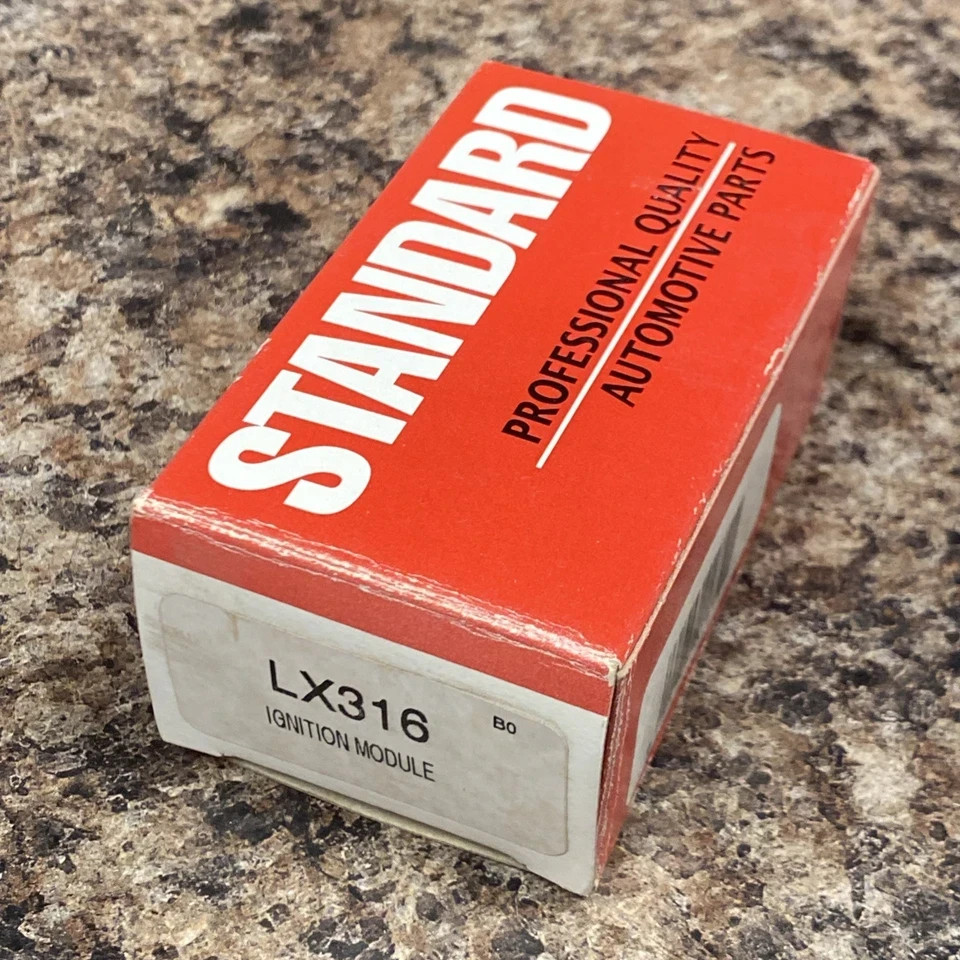 STANDARD
PROFESSIONAL QUALITY
AUTOMOTIVE PARTS
LX316 B0
IGNITION MODULE